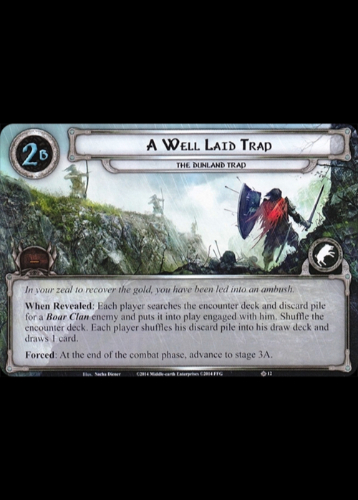 2B
A WELL LAID TRAP
THE DUNLAND TRAP
In your zeal to recover the gold, you have been led into an ambush.
When Revealed: Each player searches the encounter deck and discard pile
for a Boar Clan enemy and puts it into play engaged with him. Shuffle the
encounter deck. Each player shuffles his discard pile into his draw deck and
draws 1 card.
Forced: At the end of the combat phase, advance to stage 3A.
Illus. Sacha Diener ©2014 Middle-earth Enterprises ©2014 FFG 12